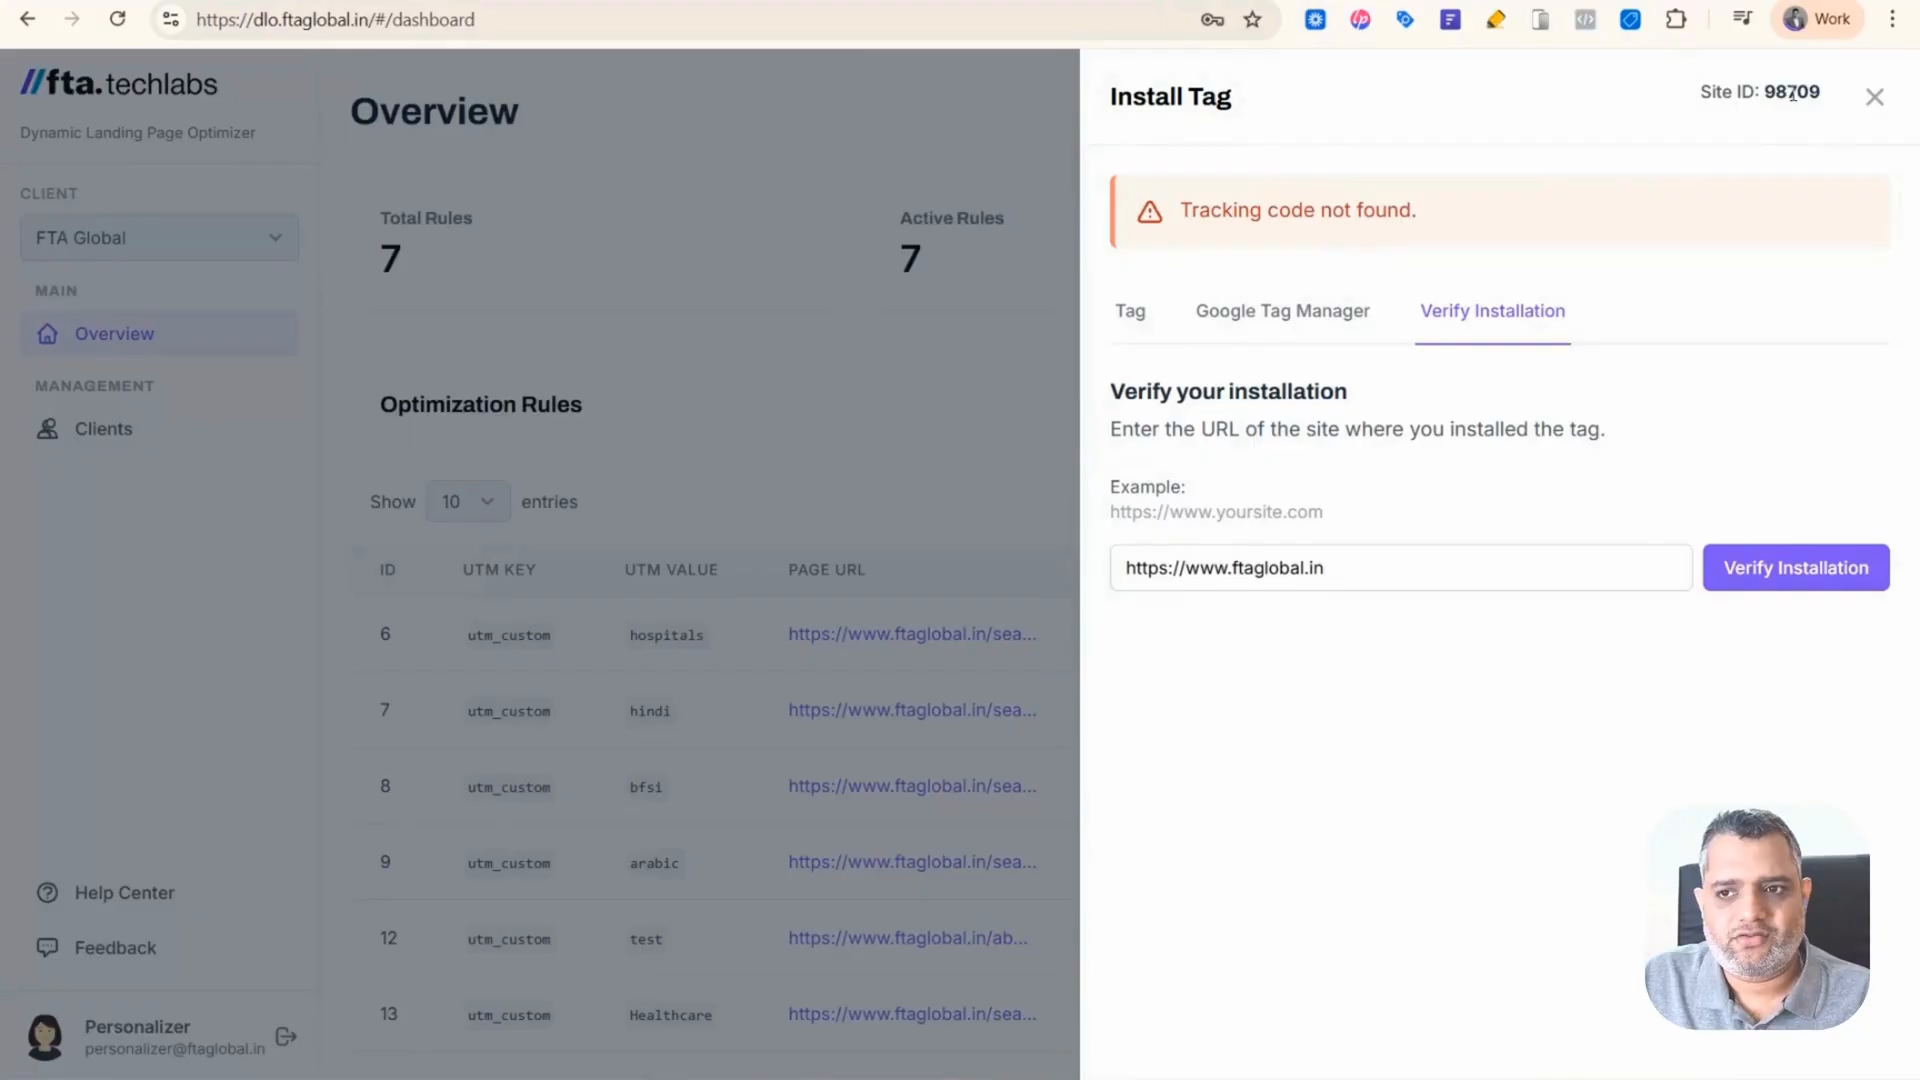 https://dlo.ftaglobal.in/#/dashboard
Work
//fta.techlabs
Dynamic Landing Page Optimizer
CLIENT
FTA Global
MAIN
Overview
MANAGEMENT
Clients
Help Center
Feedback
Personalizer
personalizer@ftaglobal.in
Overview
Total Rules
7
Active Rules
7
Optimization Rules
Show 10 entries
ID UTM KEY UTM VALUE PAGE URL
6 utm_custom hospitals https://www.ftaglobal.in/sea...
7 utm_custom hindi https://www.ftaglobal.in/sea...
8 utm_custom bfsi https://www.ftaglobal.in/sea...
9 utm_custom arabic https://www.ftaglobal.in/sea...
12 utm_custom test https://www.ftaglobal.in/ab...
13 utm_custom Healthcare https://www.ftaglobal.in/sea...
Install Tag
Site ID: 98709
Tracking code not found.
Tag Google Tag Manager Verify Installation
Verify your installation
Enter the URL of the site where you installed the tag.
Example:
https://www.yoursite.com
https://www.ftaglobal.in
Verify Installation